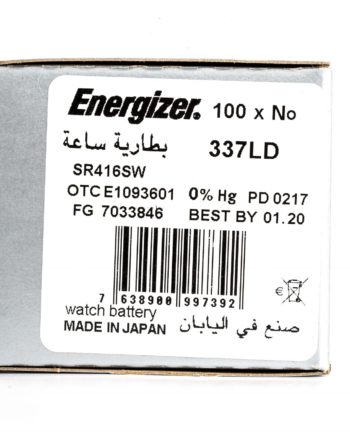 Energizer. 100 x No
بطارية ساعة 337LD
SR416SW
OTC E1093601 0% Hg PD 0217
FG 7033846 BEST BY 01.20
7 638900 997392
€
watch battery
MADE IN JAPAN صنع في اليابان